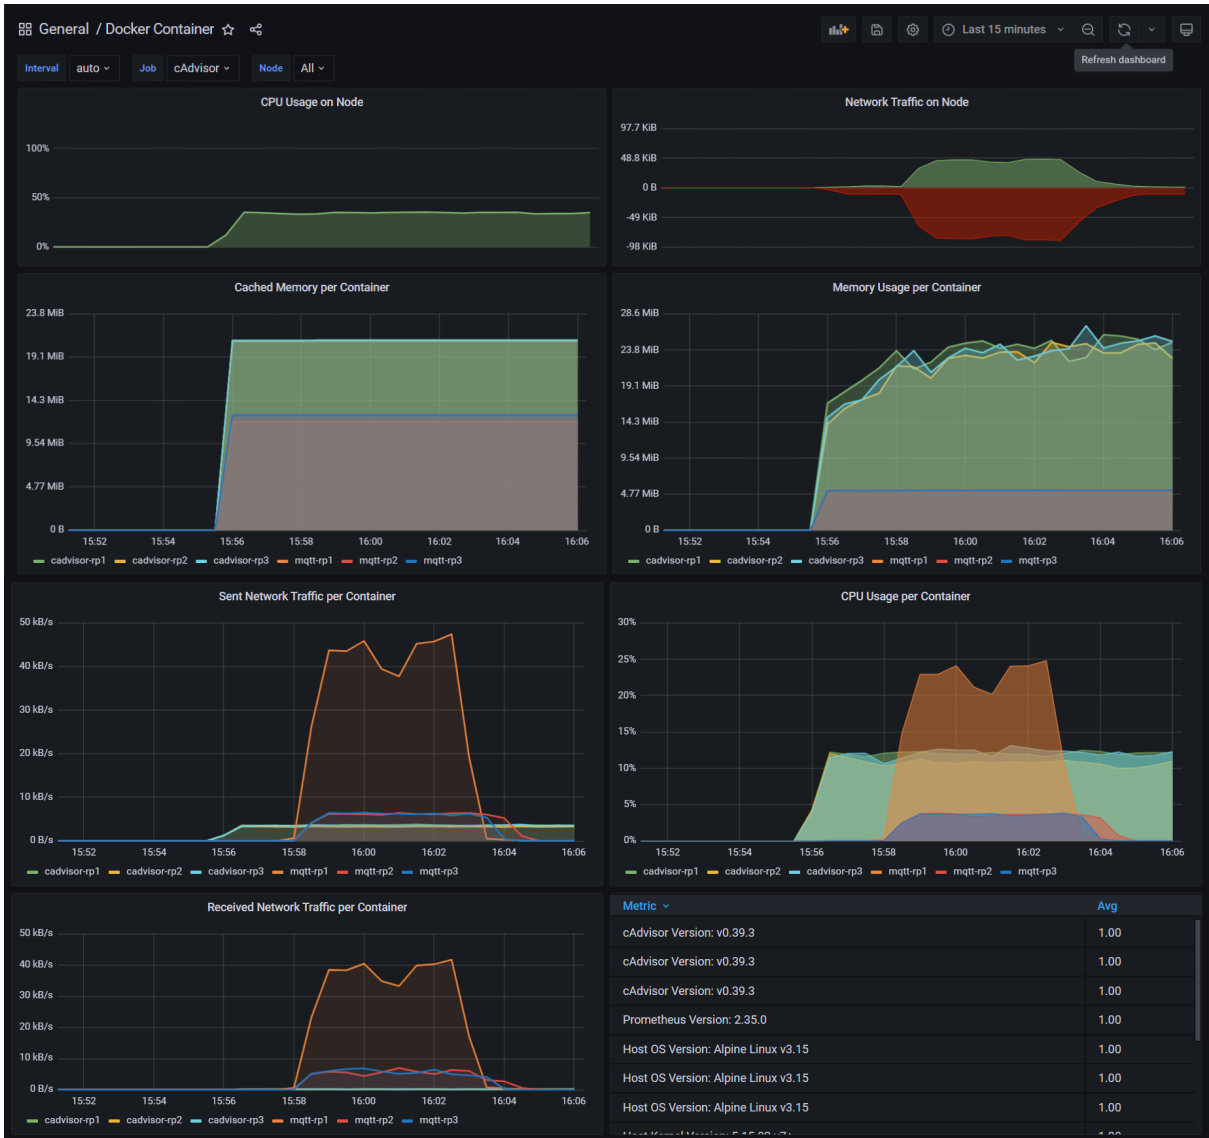 General / Docker Container
Last 15 minutes
Refresh dashboard
Interval auto Job cAdvisor Node All
CPU Usage on Node
100%
50%
0%
Network Traffic on Node
97.7 KiB
48.8 KiB
0 B
-49 KiB
-98 KiB
Cached Memory per Container
23.8 MiB
19.1 MiB
14.3 MiB
9.54 MiB
4.77 MiB
0 B
15:52 15:54 15:56 15:58 16:00 16:02 16:04 16:06
cadvisor-rp1 cadvisor-rp2 cadvisor-rp3 mqtt-rp1 mqtt-rp2 mqtt-rp3
Memory Usage per Container
28.6 MiB
23.8 MiB
19.1 MiB
14.3 MiB
9.54 MiB
4.77 MiB
0 B
15:52 15:54 15:56 15:58 16:00 16:02 16:04 16:06
cadvisor-rp1 cadvisor-rp2 cadvisor-rp3 mqtt-rp1 mqtt-rp2 mqtt-rp3
Sent Network Traffic per Container
50 kB/s
40 kB/s
30 kB/s
20 kB/s
10 kB/s
0 B/s
15:52 15:54 15:56 15:58 16:00 16:02 16:04 16:06
cadvisor-rp1 cadvisor-rp2 cadvisor-rp3 mqtt-rp1 mqtt-rp2 mqtt-rp3
CPU Usage per Container
30%
25%
20%
15%
10%
5%
0%
15:52 15:54 15:56 15:58 16:00 16:02 16:04 16:06
cadvisor-rp1 cadvisor-rp2 cadvisor-rp3 mqtt-rp1 mqtt-rp2 mqtt-rp3
Received Network Traffic per Container
50 kB/s
40 kB/s
30 kB/s
20 kB/s
10 kB/s
0 B/s
15:52 15:54 15:56 15:58 16:00 16:02 16:04 16:06
cadvisor-rp1 cadvisor-rp2 cadvisor-rp3 mqtt-rp1 mqtt-rp2 mqtt-rp3
Metric Avg
cAdvisor Version: v0.39.3 1.00
cAdvisor Version: v0.39.3 1.00
cAdvisor Version: v0.39.3 1.00
Prometheus Version: 2.35.0 1.00
Host OS Version: Alpine Linux v3.15 1.00
Host OS Version: Alpine Linux v3.15 1.00
Host OS Version: Alpine Linux v3.15 1.00